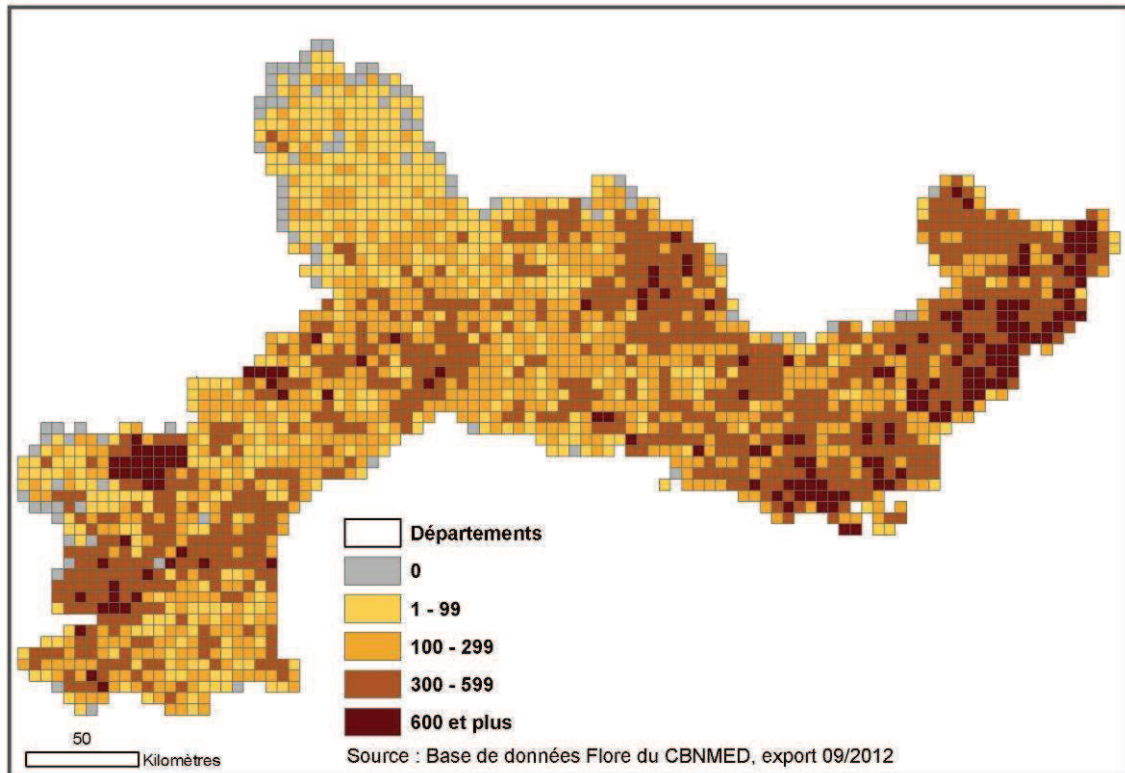 Départements
0
1 - 99
100 - 299
300 - 599
600 et plus
50
Kilomètres
Source : Base de données Flore du CBNMED, export 09/2012